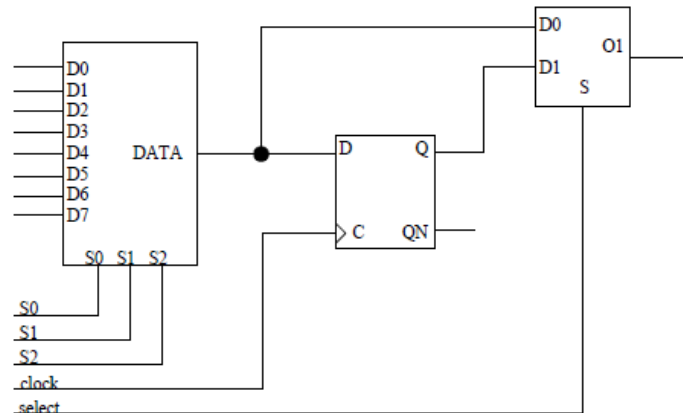 D0
O1
D1
S
D0
D1
D2
D3
D4
DATA
D5
D6
D7
S0 S1 S2
D Q
C QN
S0
S1
S2
clock
select